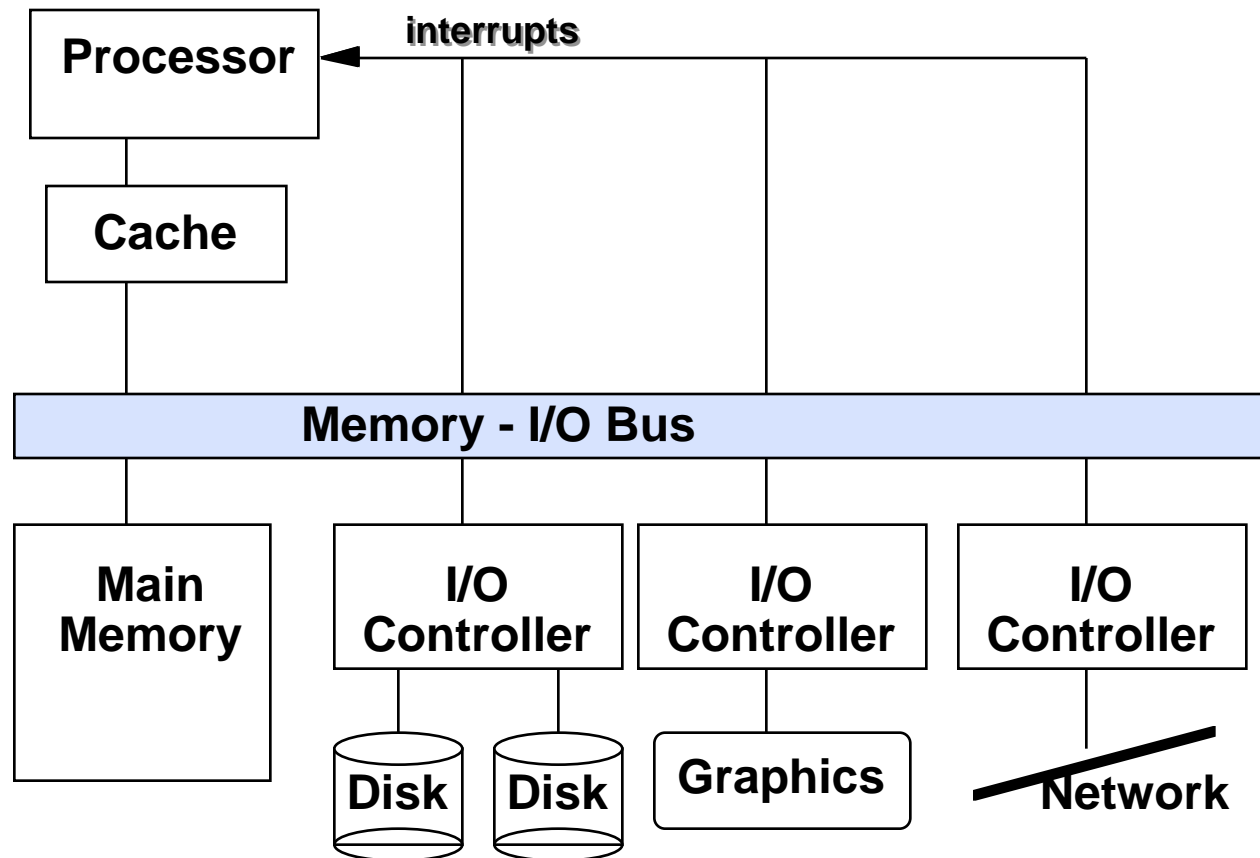 interrupts
Processor
Cache
Memory - I/O Bus
Main
Memory
I/O
Controller
I/O
Controller
I/O
Controller
Disk
Disk
Graphics
Network